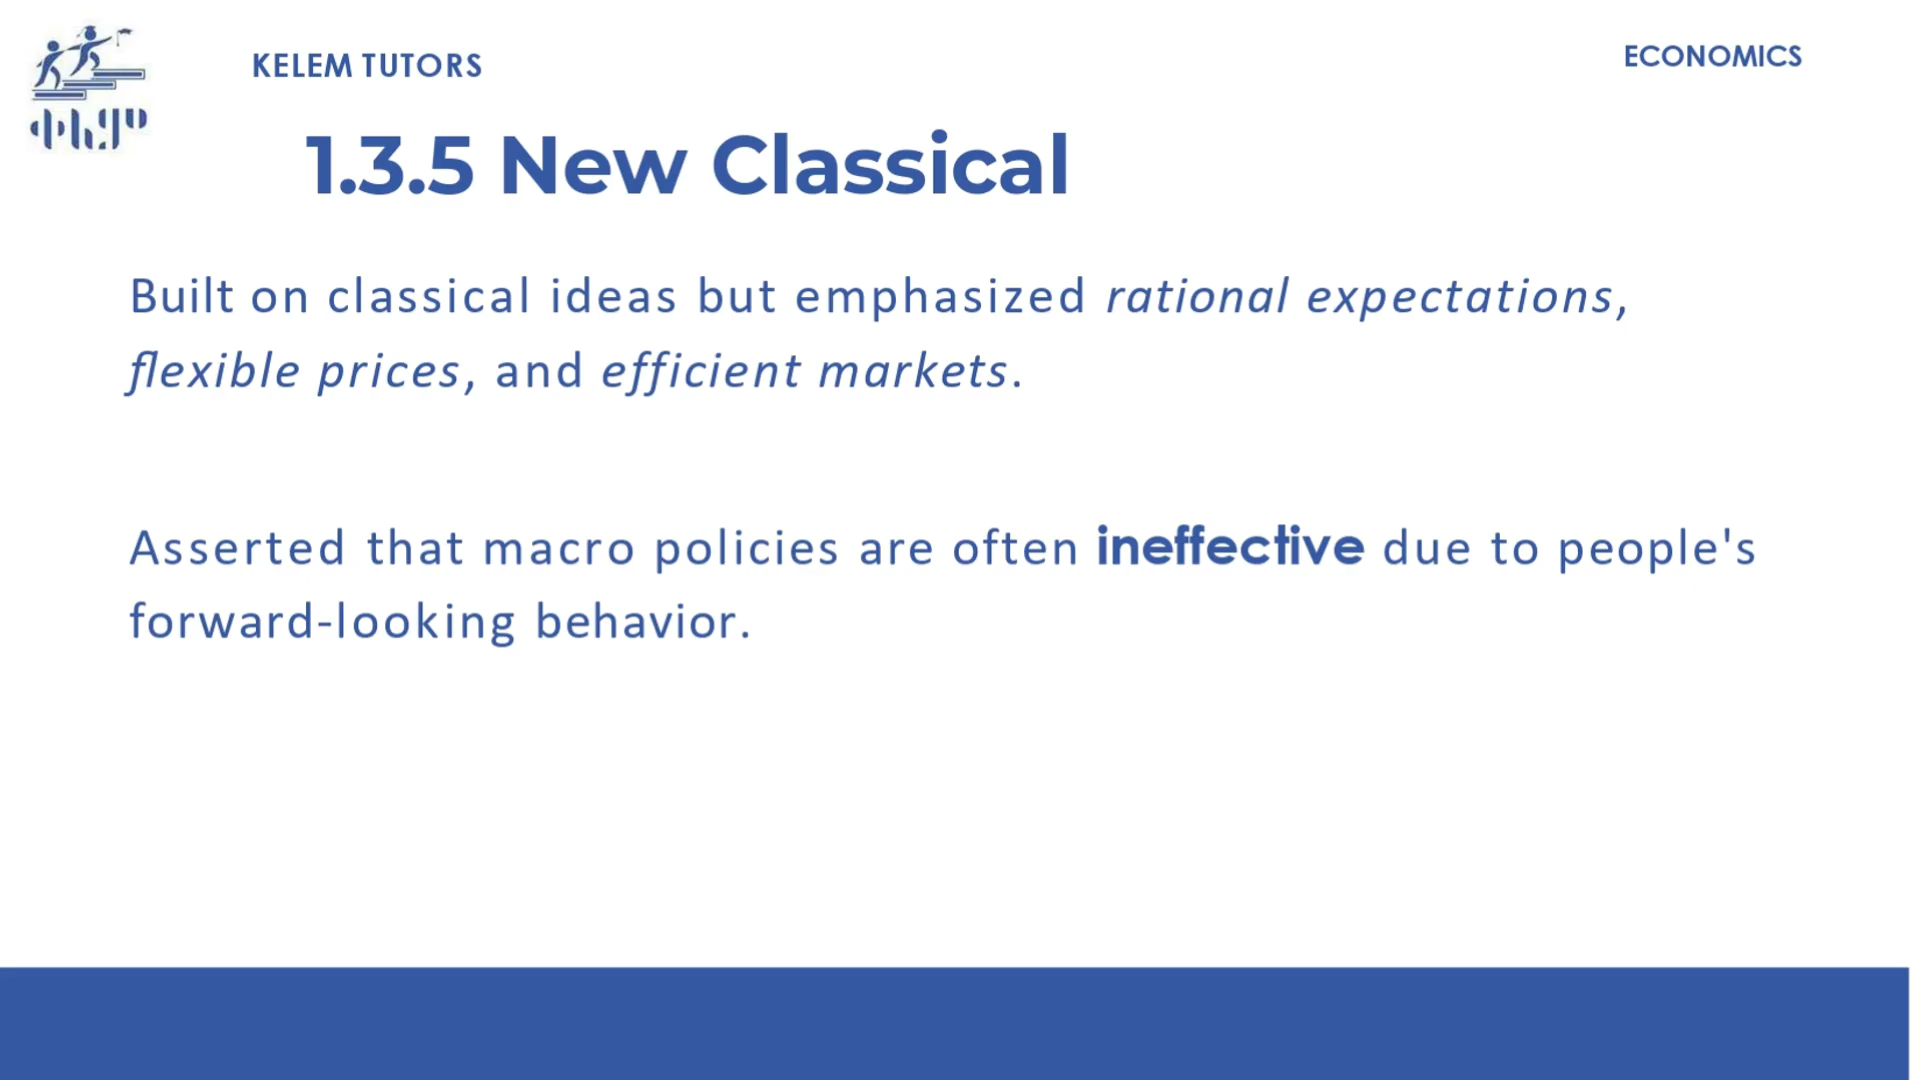 KELEM TUTORS
ECONOMICS
ቀለም
1.3.5 New Classical
Built on classical ideas but emphasized rational expectations,
flexible prices, and efficient markets.
Asserted that macro policies are often ineffective due to people's
forward-looking behavior.